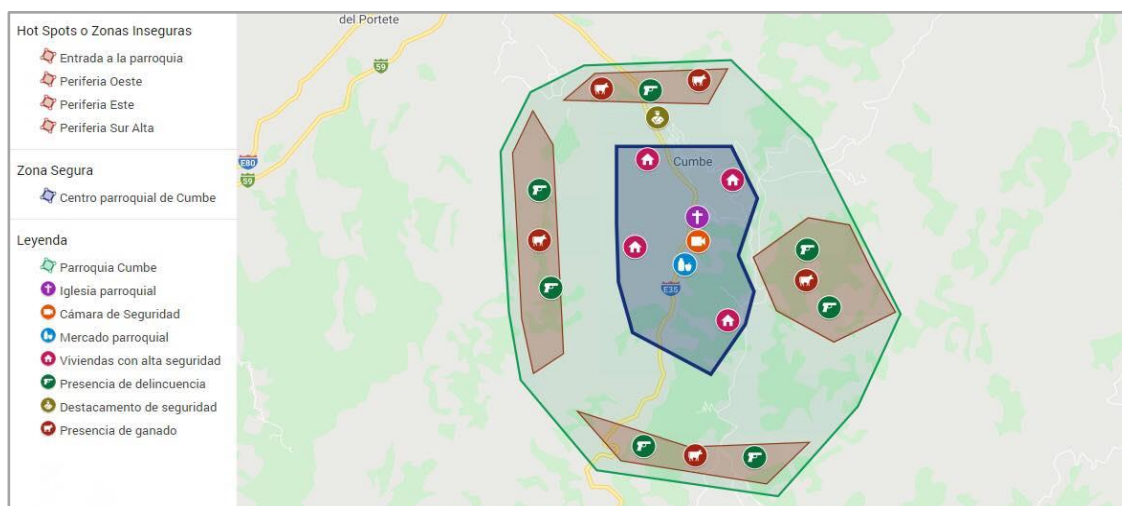 Hot Spots o Zonas Inseguras
Entrada a la parroquia
Periferia Oeste
Periferia Este
Periferia Sur Alta
Zona Segura
Centro parroquial de Cumbe
Leyenda
Parroquia Cumbe
Iglesia parroquial
Cámara de Seguridad
Mercado parroquial
Viviendas con alta seguridad
Presencia de delincuencia
Destacamento de seguridad
Presencia de ganado
del Portete
59
E80
59
Cumbe
E35